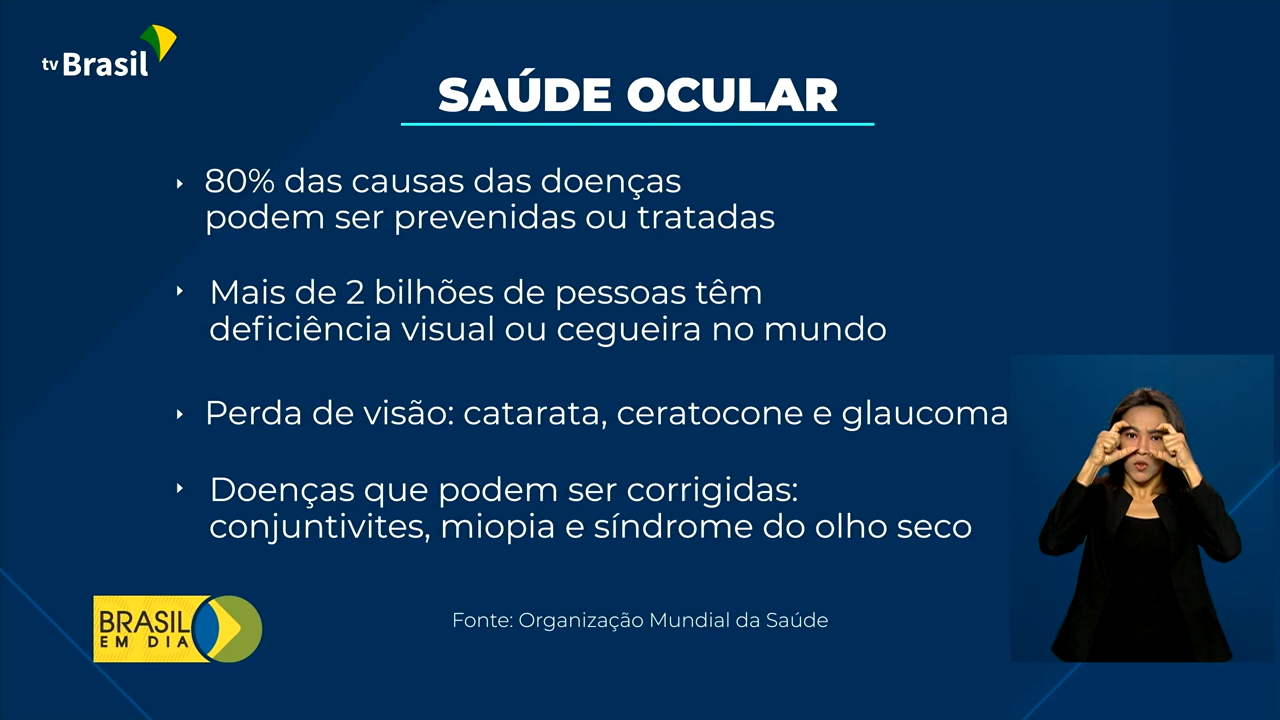 tv Brasil
SAÚDE OCULAR
80% das causas das doenças
podem ser prevenidas ou tratadas
Mais de 2 bilhões de pessoas têm
deficiência visual ou cegueira no mundo
Perda de visão: catarata, ceratocone e glaucoma
Doenças que podem ser corrigidas:
conjuntivites, miopia e síndrome do olho seco
BRASIL
EM DIA
Fonte: Organização Mundial da Saúde